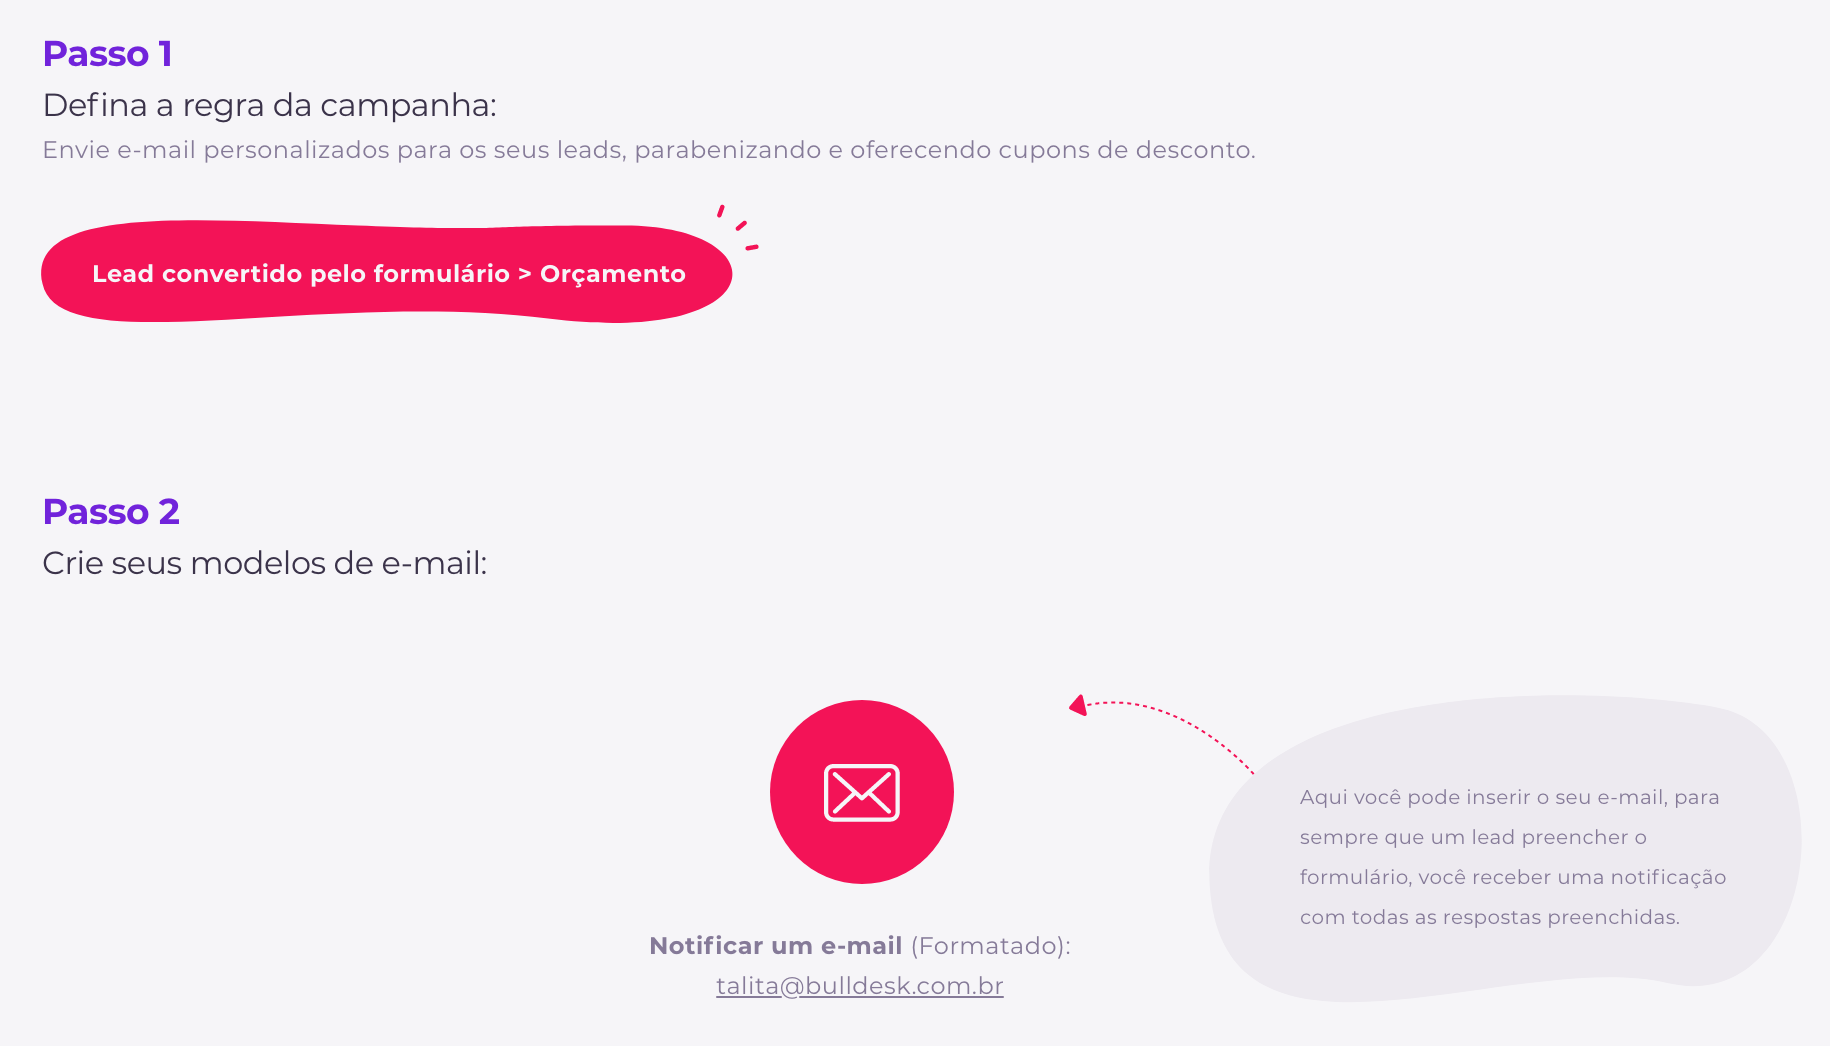 Passo 1
Defina a regra da campanha:
Envie e-mail personalizados para os seus leads, parabenizando e oferecendo cupons de desconto.
Lead convertido pelo formulário > Orçamento
Passo 2
Crie seus modelos de e-mail:
Aqui você pode inserir o seu e-mail, para
sempre que um lead preencher o
formulário, você receber uma notificação
com todas as respostas preenchidas.
Notificar um e-mail (Formatado):
talita@bulldesk.com.br